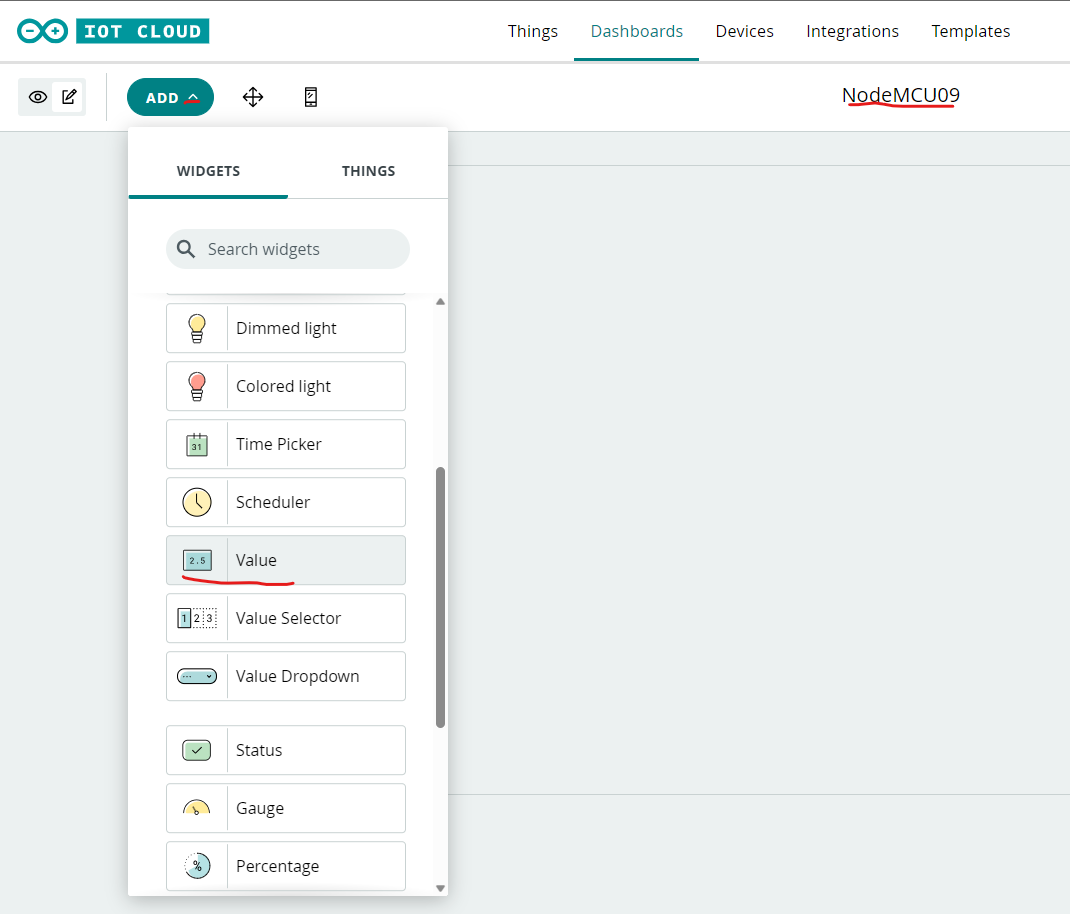 IOT CLOUD
Things Dashboards Devices Integrations Templates
ADD
NodeMCU09
WIDGETS THINGS
Search widgets
Dimmed light
Colored light
31 Time Picker
Scheduler
2.5 Value
1 2 3 Value Selector
Value Dropdown
Status
Gauge
% Percentage